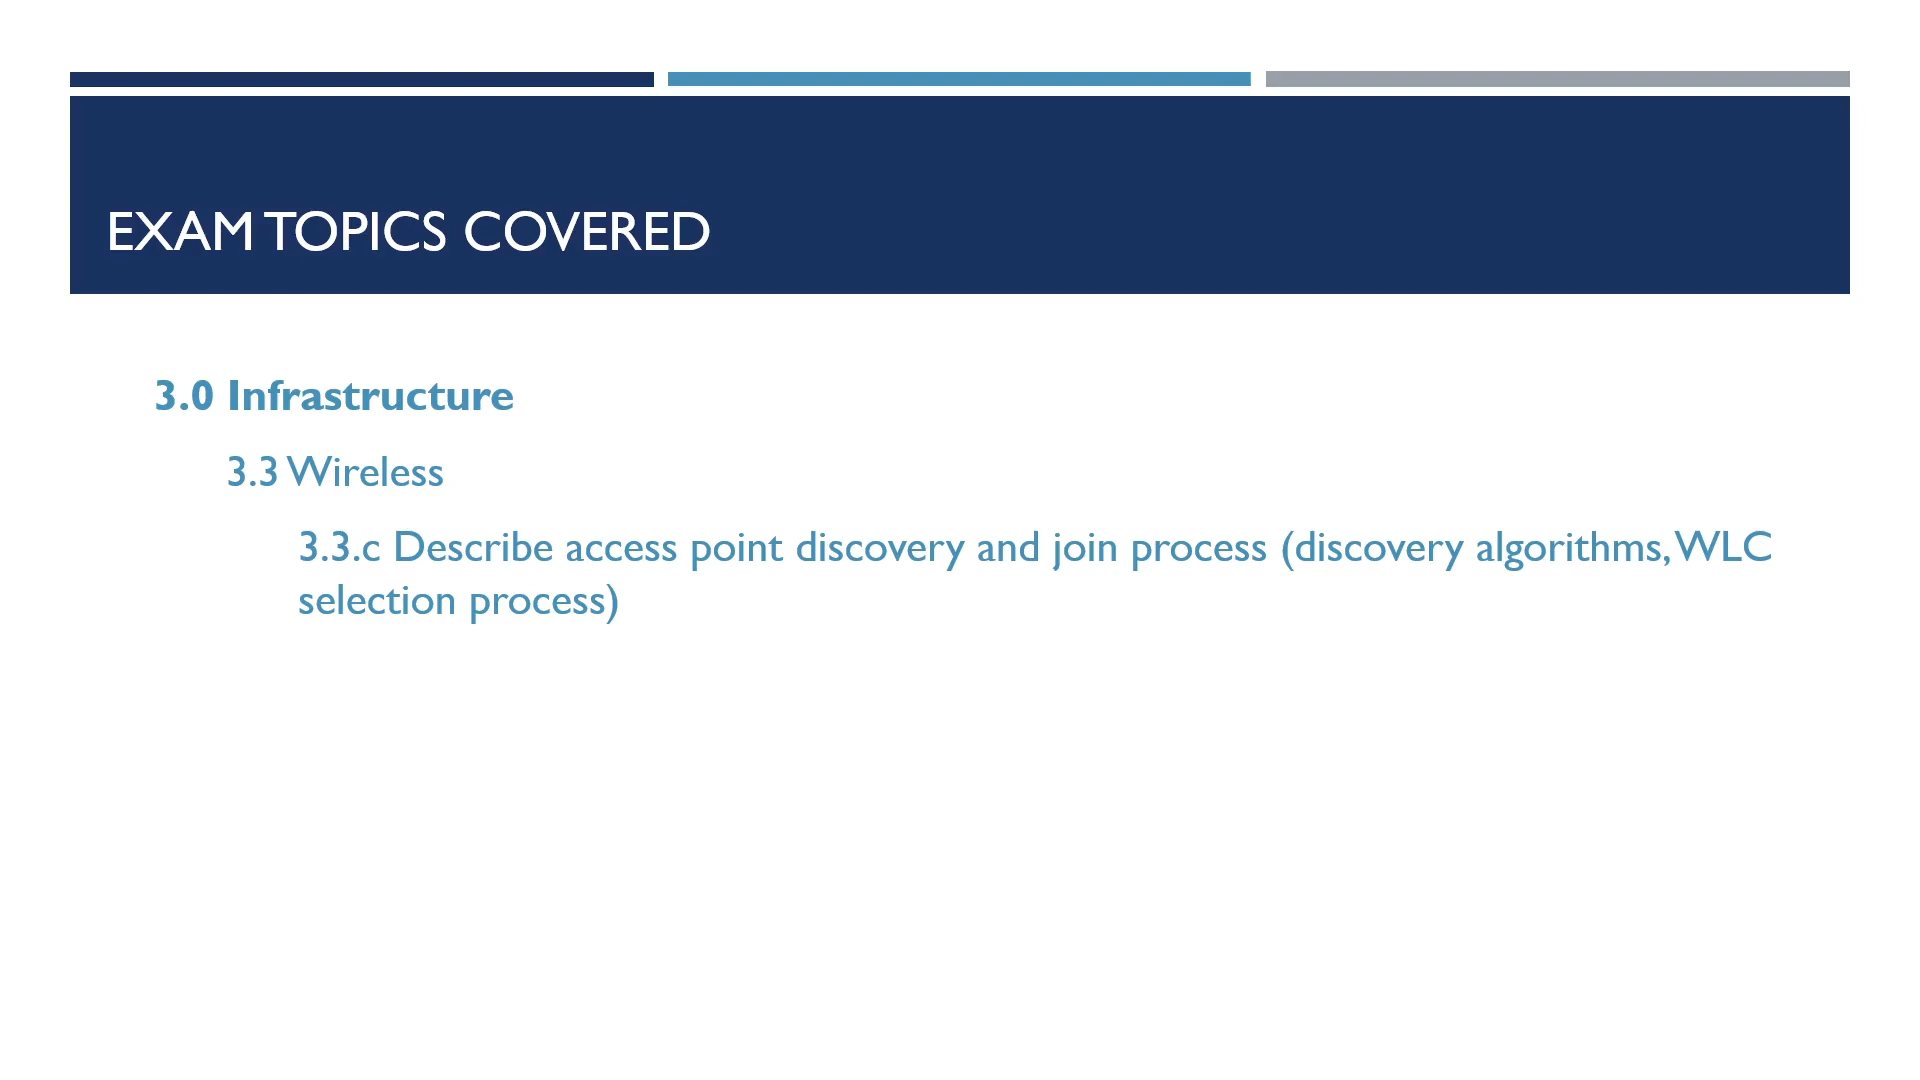 EXAM TOPICS COVERED
3.0 Infrastructure
3.3 Wireless
3.3.c Describe access point discovery and join process (discovery algorithms, WLC
selection process)